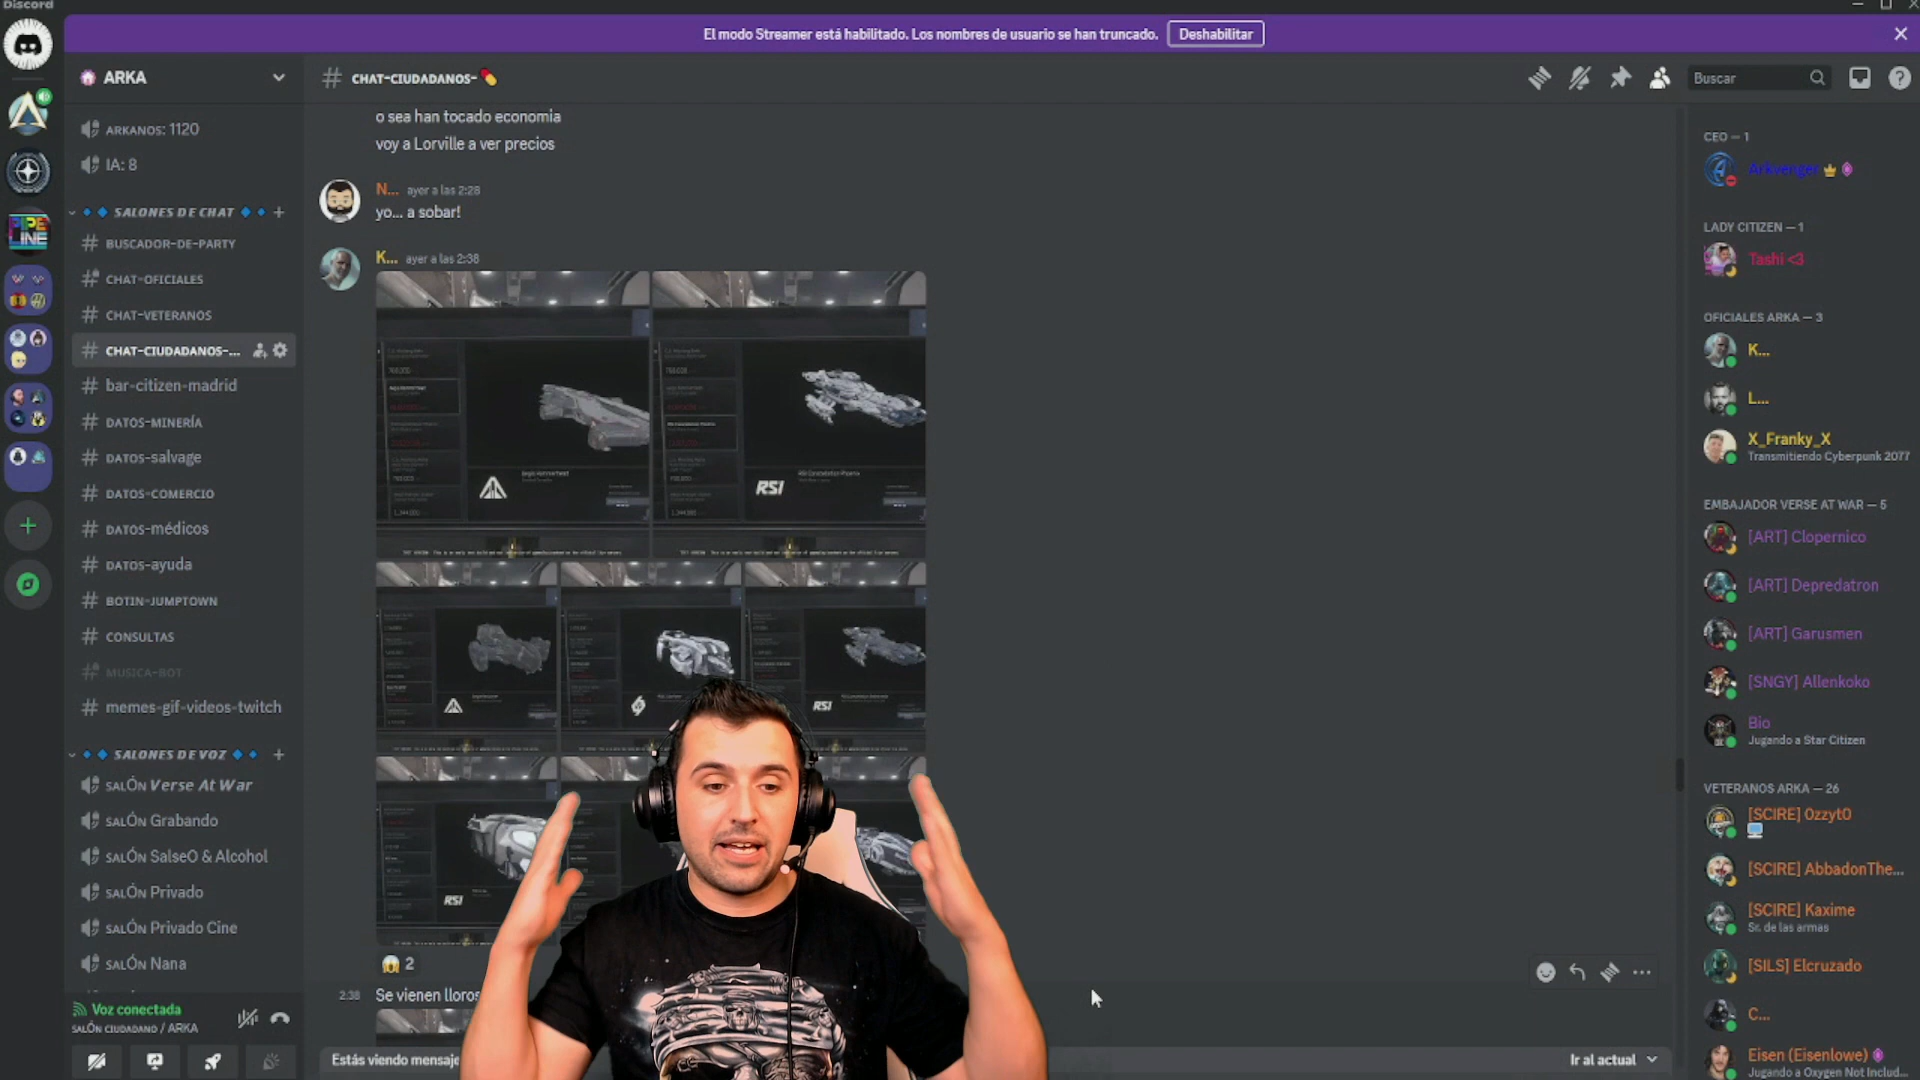 Discord
El modo Streamer está habilitado. Los nombres de usuario se han truncado.
Deshabilitar
ARKA
CHAT-CIUDADANOS-
Buscar
ARKANOS: 1120
IA: 8
SALONES DE CHAT
BUSCADOR-DE-PARTY
CHAT-OFICIALES
CHAT-VETERANOS
CHAT-CIUDADANOS-...
bar-citizen-madrid
DATOS-MINERÍA
DATOS-salvage
DATOS-COMERCIO
DATOS-médicos
DATOS-ayuda
BOTIN-JUMPTOWN
CONSULTAS
MUSICA-BOT
memes-gif-videos-twitch
SALONES DE VOZ
SALÓN Verse At War
SALÓN Grabando
SALÓN SalseO & Alcohol
SALÓN Privado
SALÓN Privado Cine
SALÓN Nana
Voz conectada
SALÓN CIUDADANO / ARKA
PIPE
LINE
o sea han tocado economia
voy a Lorville a ver precios
N... ayer a las 2:28
yo... a sobar!
K... ayer a las 2:38
RSI
RSI
RSI
2
2:38 Se vienen lloros
Estás viendo mensaje
Ir al actual
CEO — 1
Arkvenger
LADY CITIZEN — 1
Tashi <3
OFICIALES ARKA — 3
K...
L...
X_Franky_X
Transmitiendo Cyberpunk 2077
EMBAJADOR VERSE AT WAR — 5
[ART] Clopernico
[ART] Depredatron
[ART] Garusmen
[SNGY] Allenkoko
Bio
Jugando a Star Citizen
VETERANOS ARKA — 26
[SCIRE] OzzytO
[SCIRE] AbbadonThe...
[SCIRE] Kaxime
Sr. de las armas
[SILS] Elcruzado
C...
Eisen (Eisenlowe)
Jugando a Oxygen Not Includ...